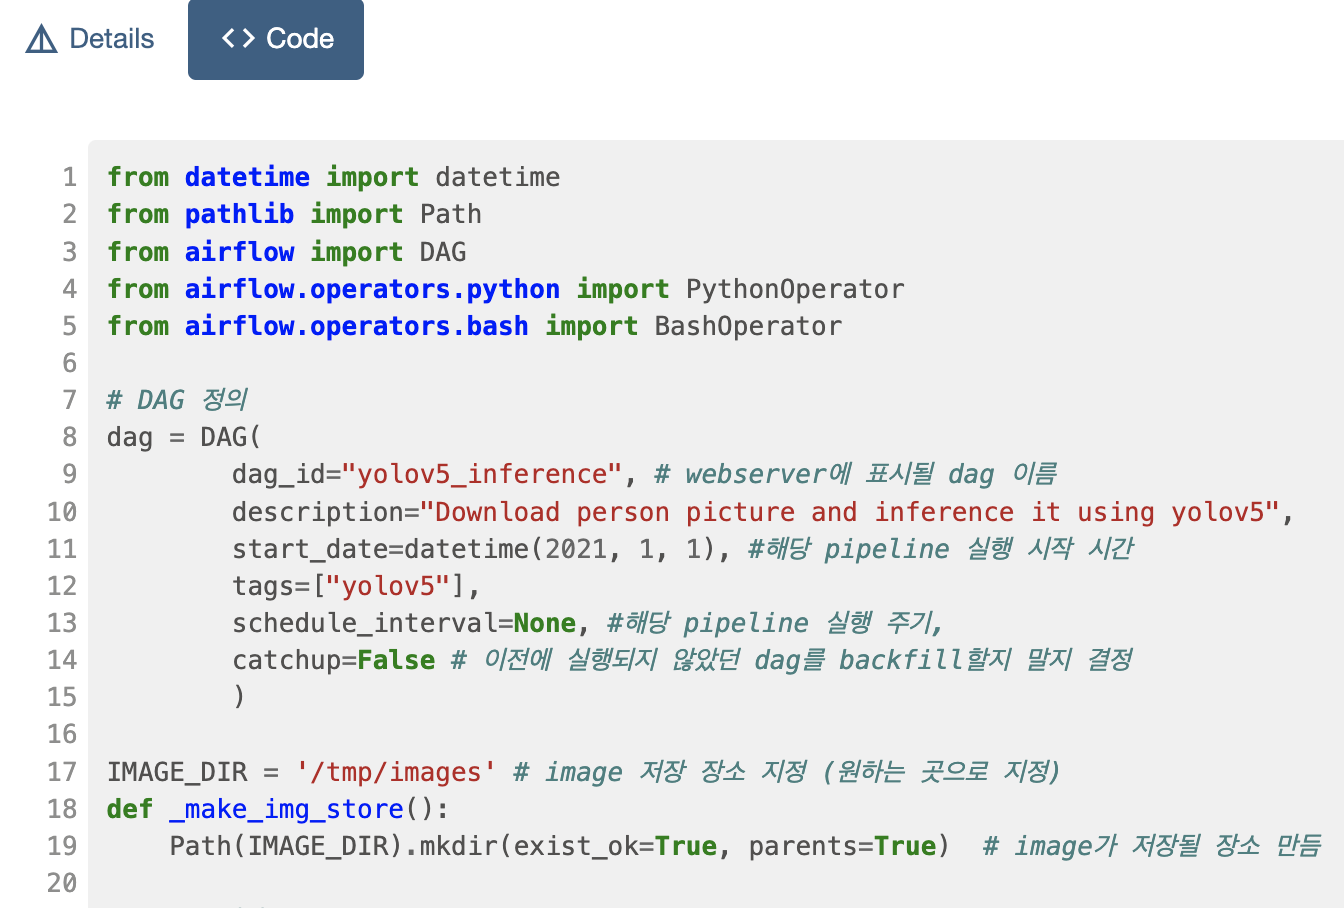 Details
<> Code
1 from datetime import datetime
2 from pathlib import Path
3 from airflow import DAG
4 from airflow.operators.python import PythonOperator
5 from airflow.operators.bash import BashOperator
6
7 # DAG 정의
8 dag = DAG(
9         dag_id="yolov5_inference", # webserver에 표시될 dag 이름
10         description="Download person picture and inference it using yolov5",
11         start_date=datetime(2021, 1, 1), #해당 pipeline 실행 시작 시간
12         tags=["yolov5"],
13         schedule_interval=None, #해당 pipeline 실행 주기,
14         catchup=False # 이전에 실행되지 않았던 dag를 backfill할지 말지 결정
15         )
16
17 IMAGE_DIR = '/tmp/images' # image 저장 장소 지정 (원하는 곳으로 지정)
18 def _make_img_store():
19     Path(IMAGE_DIR).mkdir(exist_ok=True, parents=True)  # image가 저장될 장소 만듬
20